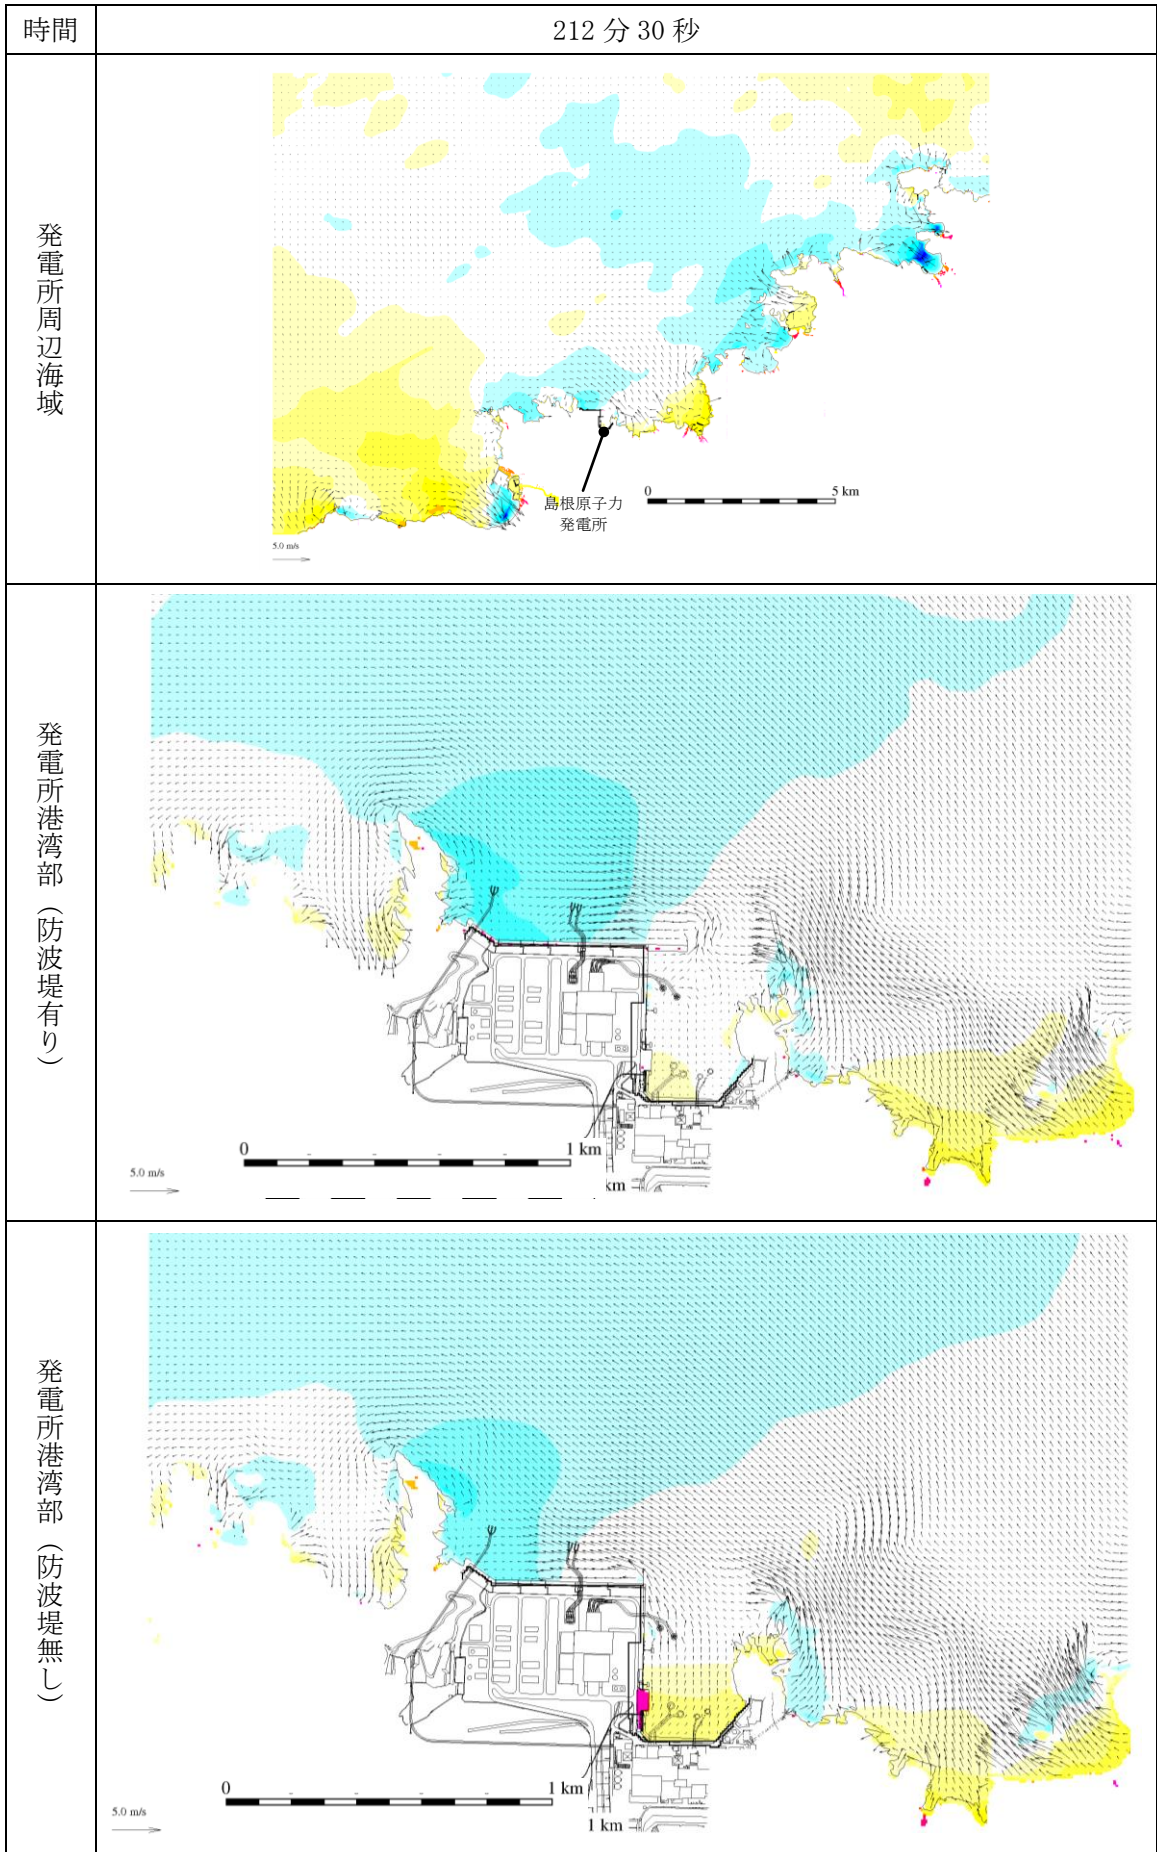 時間
212 分 30 秒
発電所周辺海域
島根原子力
発電所
0
5 km
5.0 m/s
発電所港湾部（防波堤有り）
0
1 km
5.0 m/s
km
発電所港湾部（防波堤無し）
0
1 km
5.0 m/s
1 km